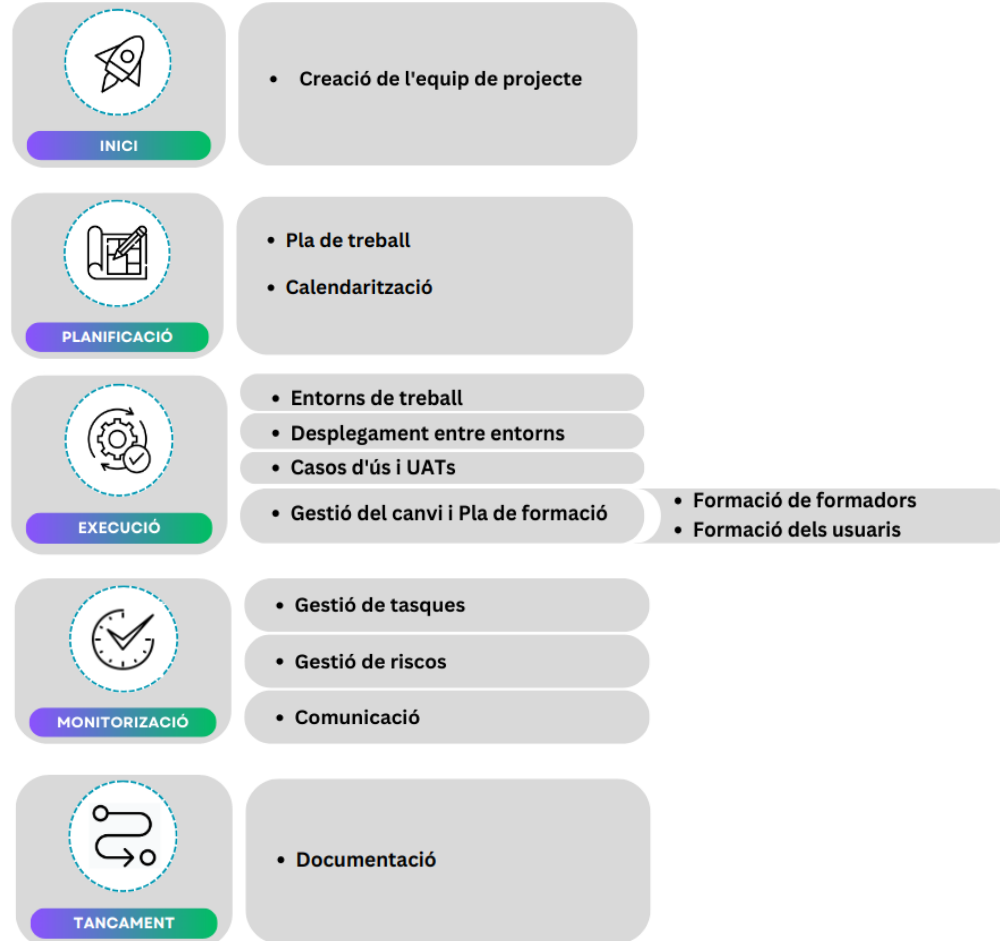 INICI
• Creació de l'equip de projecte
PLANIFICACIÓ
• Pla de treball
• Calendarització
EXECUCIÓ
• Entorns de treball
• Desplegament entre entorns
• Casos d'ús i UATs
• Gestió del canvi i Pla de formació
• Formació de formadors
• Formació dels usuaris
MONITORIZACIÓ
• Gestió de tasques
• Gestió de riscos
• Comunicació
TANCAMENT
• Documentació